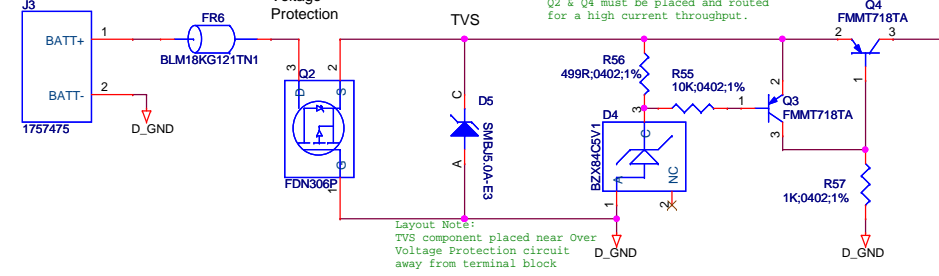 Voltage
Protection
TVS
Q2 & Q4 must be placed and routed
for a high current throughput.
J3
BATT+
1
BATT-
2
1757475
D_GND
FR6
BLM18KG121TN1
3
2
Q2
D
S
G
1
FDN306P
C
D5
SMBJ5.0A-E3
A
R56
499R;0402;1%
R55
10K;0402;1%
D4
3
BZX84C5V1
C
A
NC
1
2
D_GND
1
2
Q3
FMMT718TA
3
Q4
FMMT718TA
2
3
1
R57
1K;0402;1%
D_GND
Layout Note:
TVS component placed near Over
Voltage Protection circuit
away from terminal block